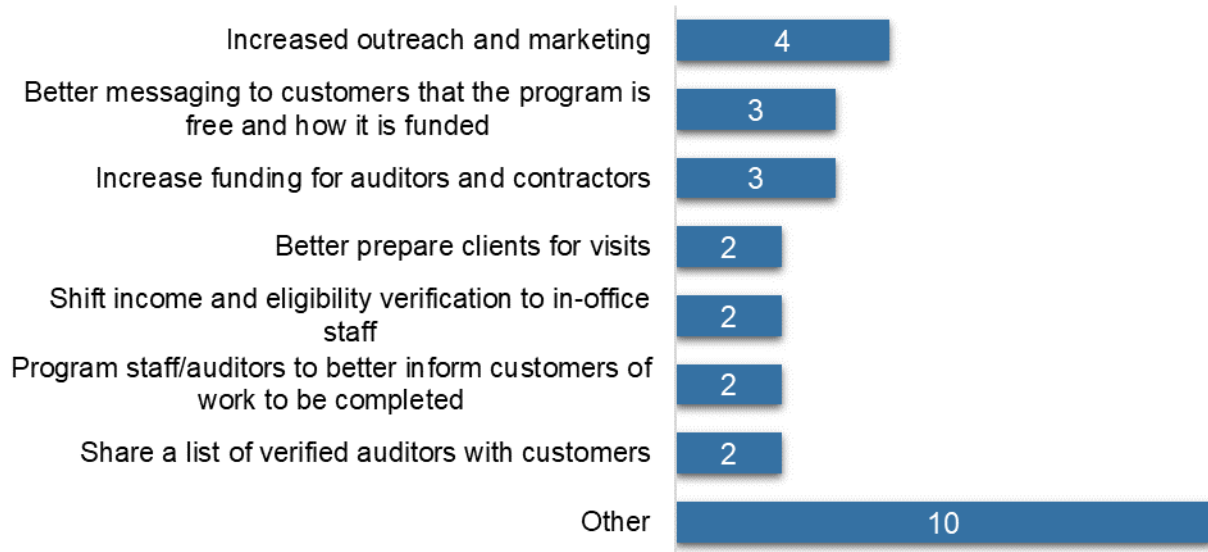 Increased outreach and marketing
4
Better messaging to customers that the program is
free and how it is funded
3
Increase funding for auditors and contractors
3
Better prepare clients for visits
2
Shift income and eligibility verification to in-office
staff
2
Program staff/auditors to better inform customers of
work to be completed
2
Share a list of verified auditors with customers
2
Other
10